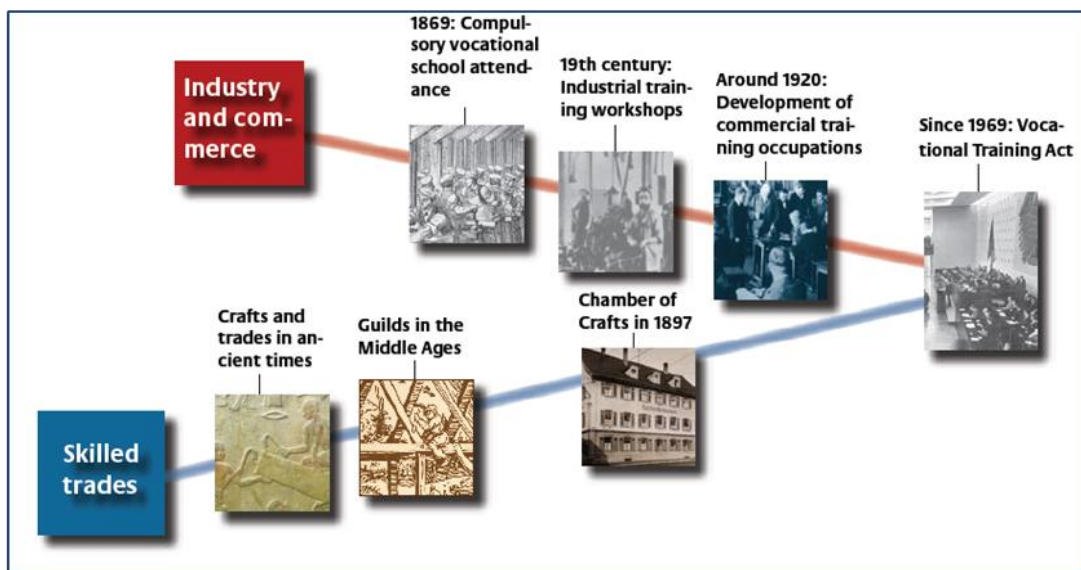 Industry
and com-
merce
1869: Compul-
sory vocational
school attend-
ance
19th century:
Industrial train-
ing workshops
Around 1920:
Development of
commercial trai-
ning occupations
Since 1969: Voca-
tional Training Act
Skilled
trades
Crafts and
trades in an-
cient times
Guilds in the
Middle Ages
Chamber of
Crafts in 1897